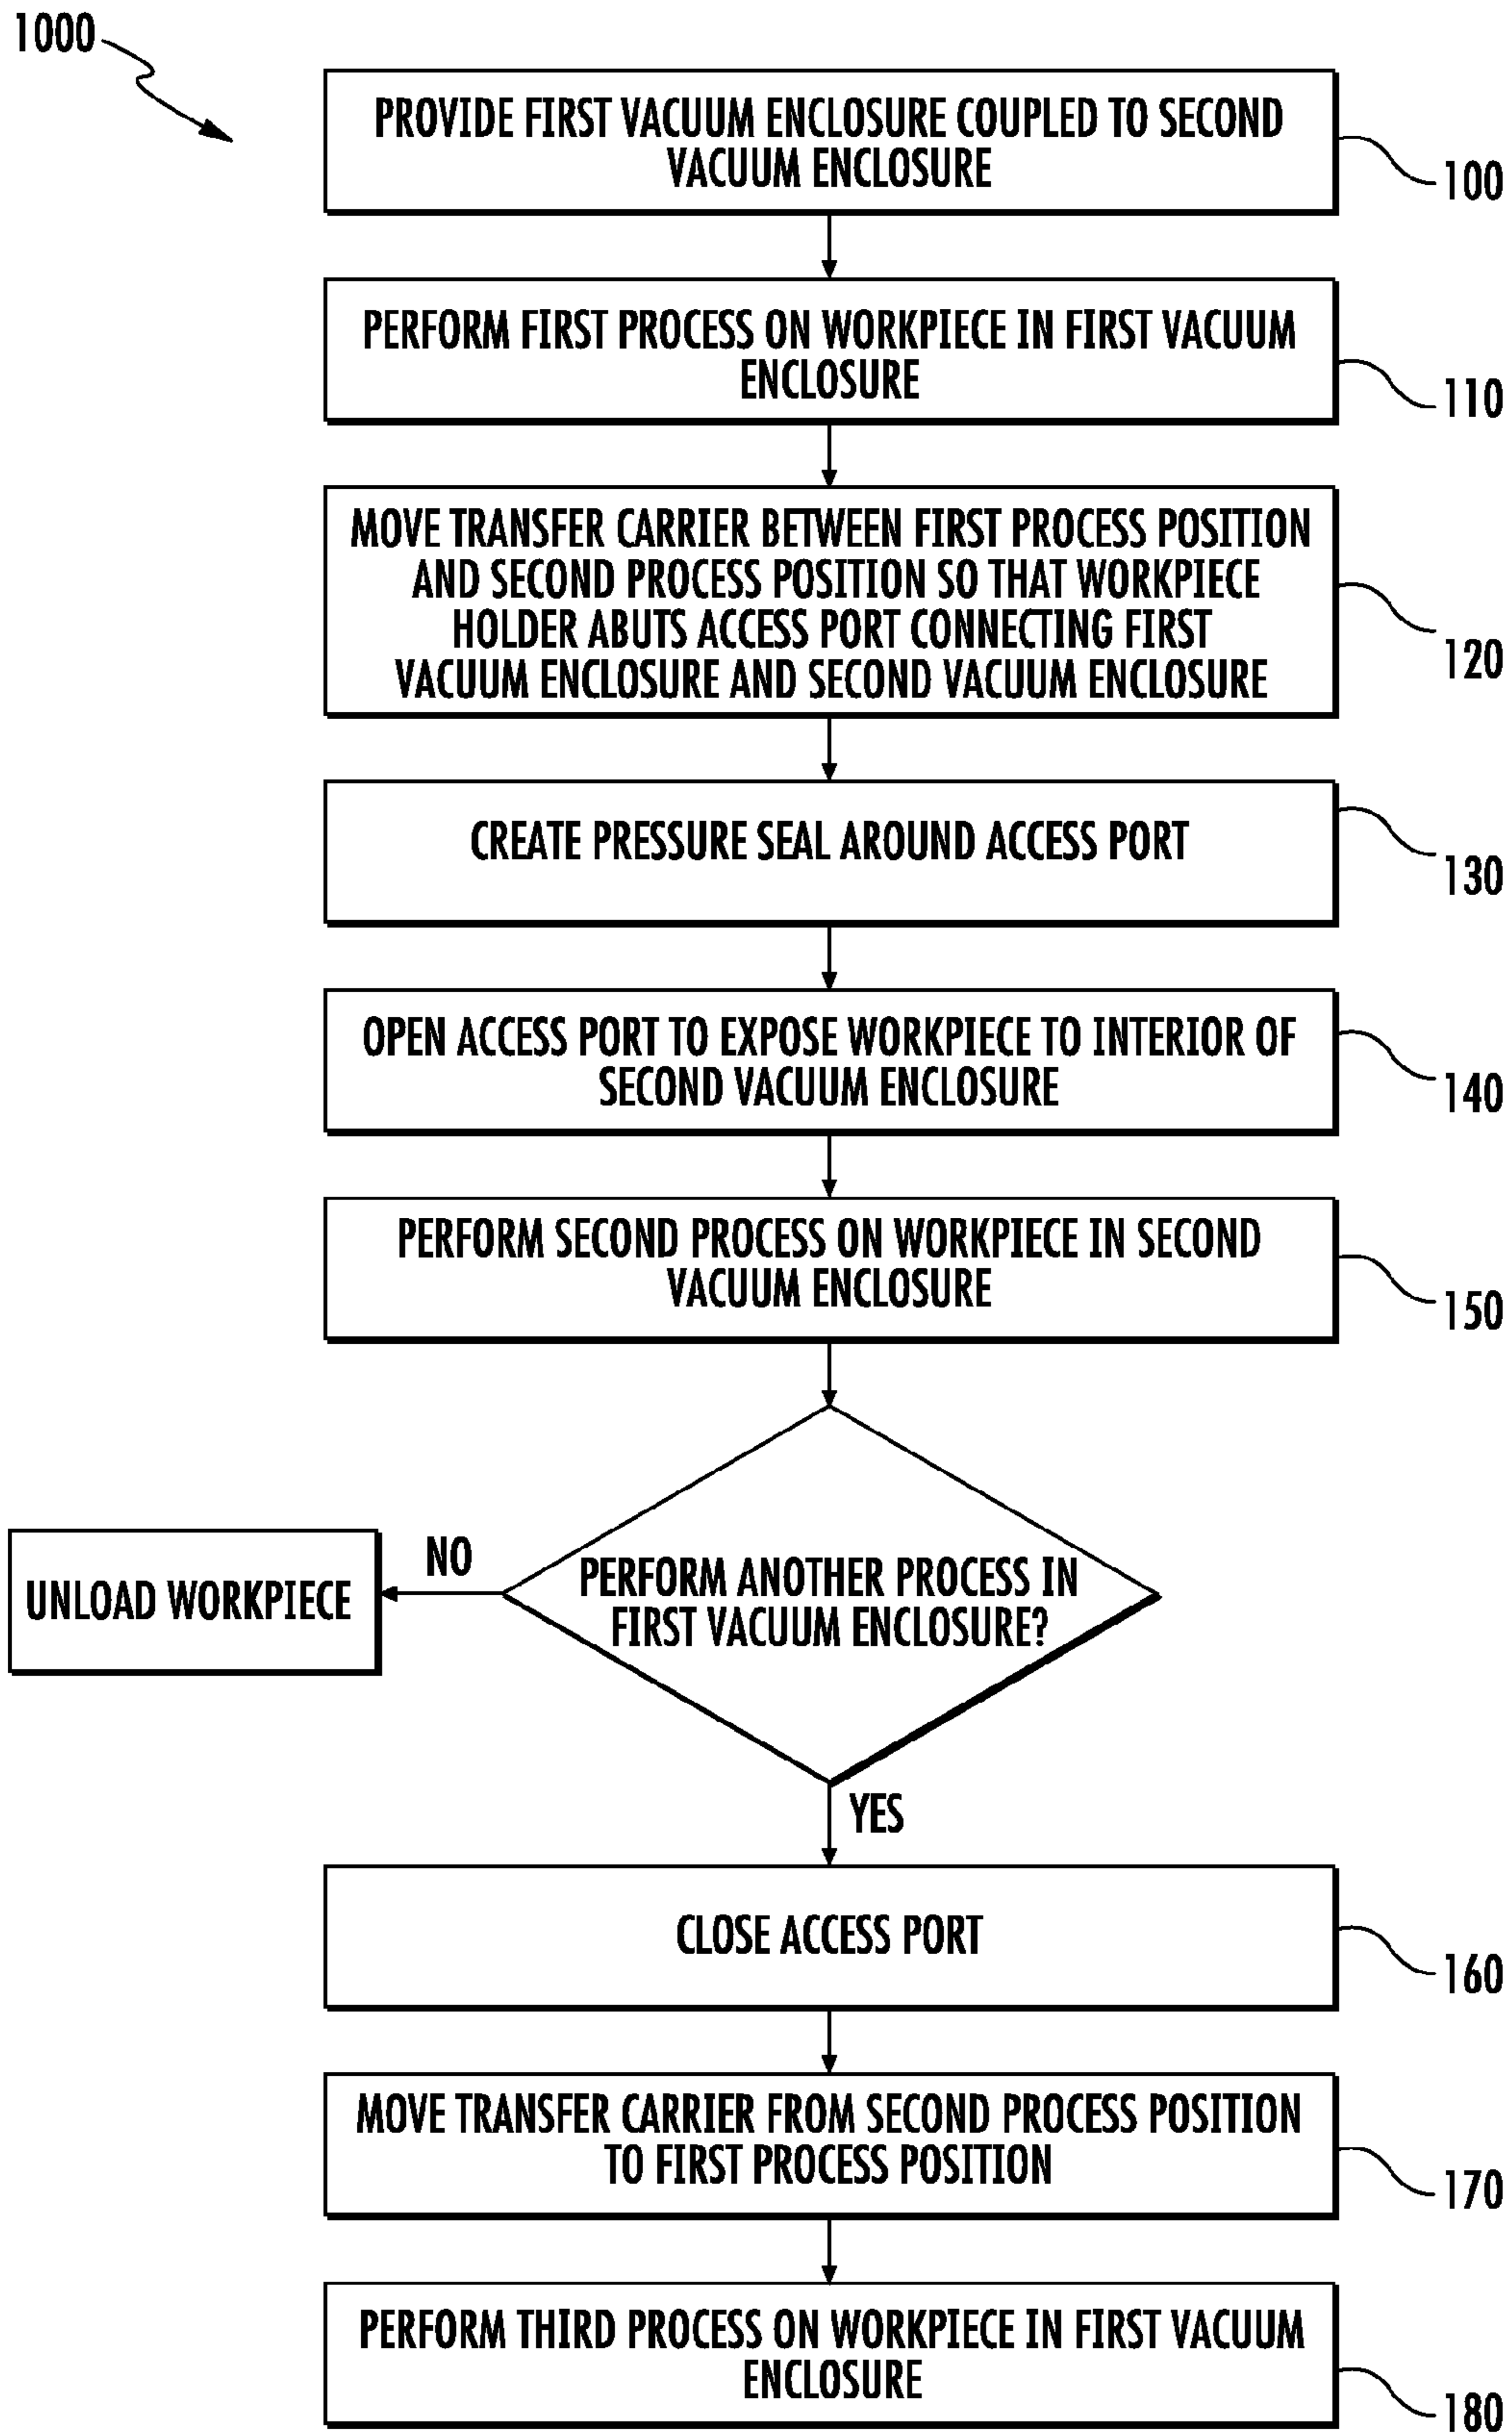 1000
PROVIDE FIRST VACUUM ENCLOSURE COUPLED TO SECOND
VACUUM ENCLOSURE
100
PERFORM FIRST PROCESS ON WORKPIECE IN FIRST VACUUM
ENCLOSURE
110
MOVE TRANSFER CARRIER BETWEEN FIRST PROCESS POSITION
AND SECOND PROCESS POSITION SO THAT WORKPIECE
HOLDER ABUTS ACCESS PORT CONNECTING FIRST
VACUUM ENCLOSURE AND SECOND VACUUM ENCLOSURE
120
CREATE PRESSURE SEAL AROUND ACCESS PORT
130
OPEN ACCESS PORT TO EXPOSE WORKPIECE TO INTERIOR OF
SECOND VACUUM ENCLOSURE
140
PERFORM SECOND PROCESS ON WORKPIECE IN SECOND
VACUUM ENCLOSURE
150
PERFORM ANOTHER PROCESS IN
FIRST VACUUM ENCLOSURE?
NO
UNLOAD WORKPIECE
YES
CLOSE ACCESS PORT
160
MOVE TRANSFER CARRIER FROM SECOND PROCESS POSITION
TO FIRST PROCESS POSITION
170
PERFORM THIRD PROCESS ON WORKPIECE IN FIRST VACUUM
ENCLOSURE
180